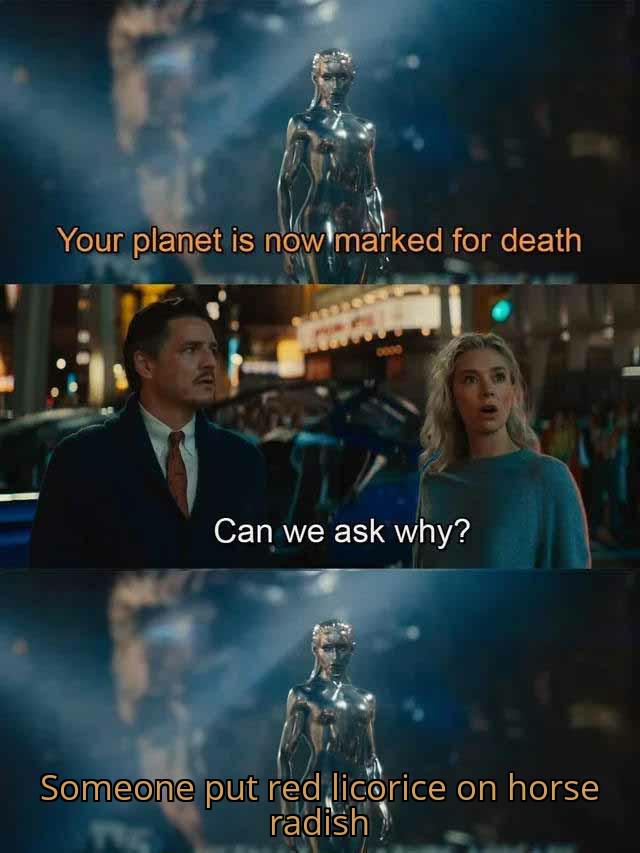 Your planet is now marked for death
Can we ask why?
Someone put red licorice on horse
radish